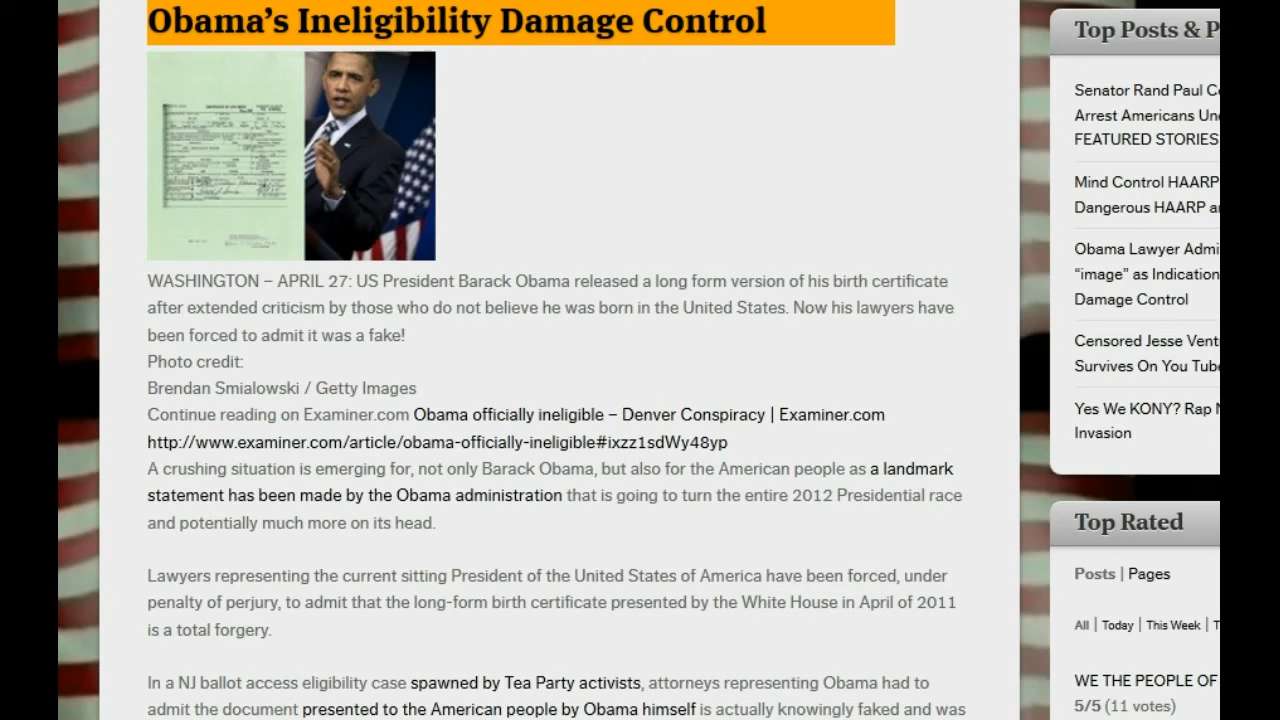 Obama’s Ineligibility Damage Control
WASHINGTON – APRIL 27: US President Barack Obama released a long form version of his birth certificate
after extended criticism by those who do not believe he was born in the United States. Now his lawyers have
been forced to admit it was a fake!
Photo credit:
Brendan Smialowski / Getty Images
Continue reading on Examiner.com Obama officially ineligible – Denver Conspiracy | Examiner.com
http://www.examiner.com/article/obama-officially-ineligible#ixzz1sdWy48yp
A crushing situation is emerging for, not only Barack Obama, but also for the American people as a landmark
statement has been made by the Obama administration that is going to turn the entire 2012 Presidential race
and potentially much more on its head.
Lawyers representing the current sitting President of the United States of America have been forced, under
penalty of perjury, to admit that the long-form birth certificate presented by the White House in April of 2011
is a total forgery.
In a NJ ballot access eligibility case spawned by Tea Party activists, attorneys representing Obama had to
admit the document presented to the American people by Obama himself is actually knowingly faked and was
Top Posts & P
Senator Rand Paul C
Arrest Americans Un
FEATURED STORIES
Mind Control HAARP
Dangerous HAARP a
Obama Lawyer Admi
“image” as Indication
Damage Control
Censored Jesse Vent
Survives On You Tub
Yes We KONY? Rap
Invasion
Top Rated
Posts | Pages
All | Today | This Week |
WE THE PEOPLE OF
5/5 (11 votes)